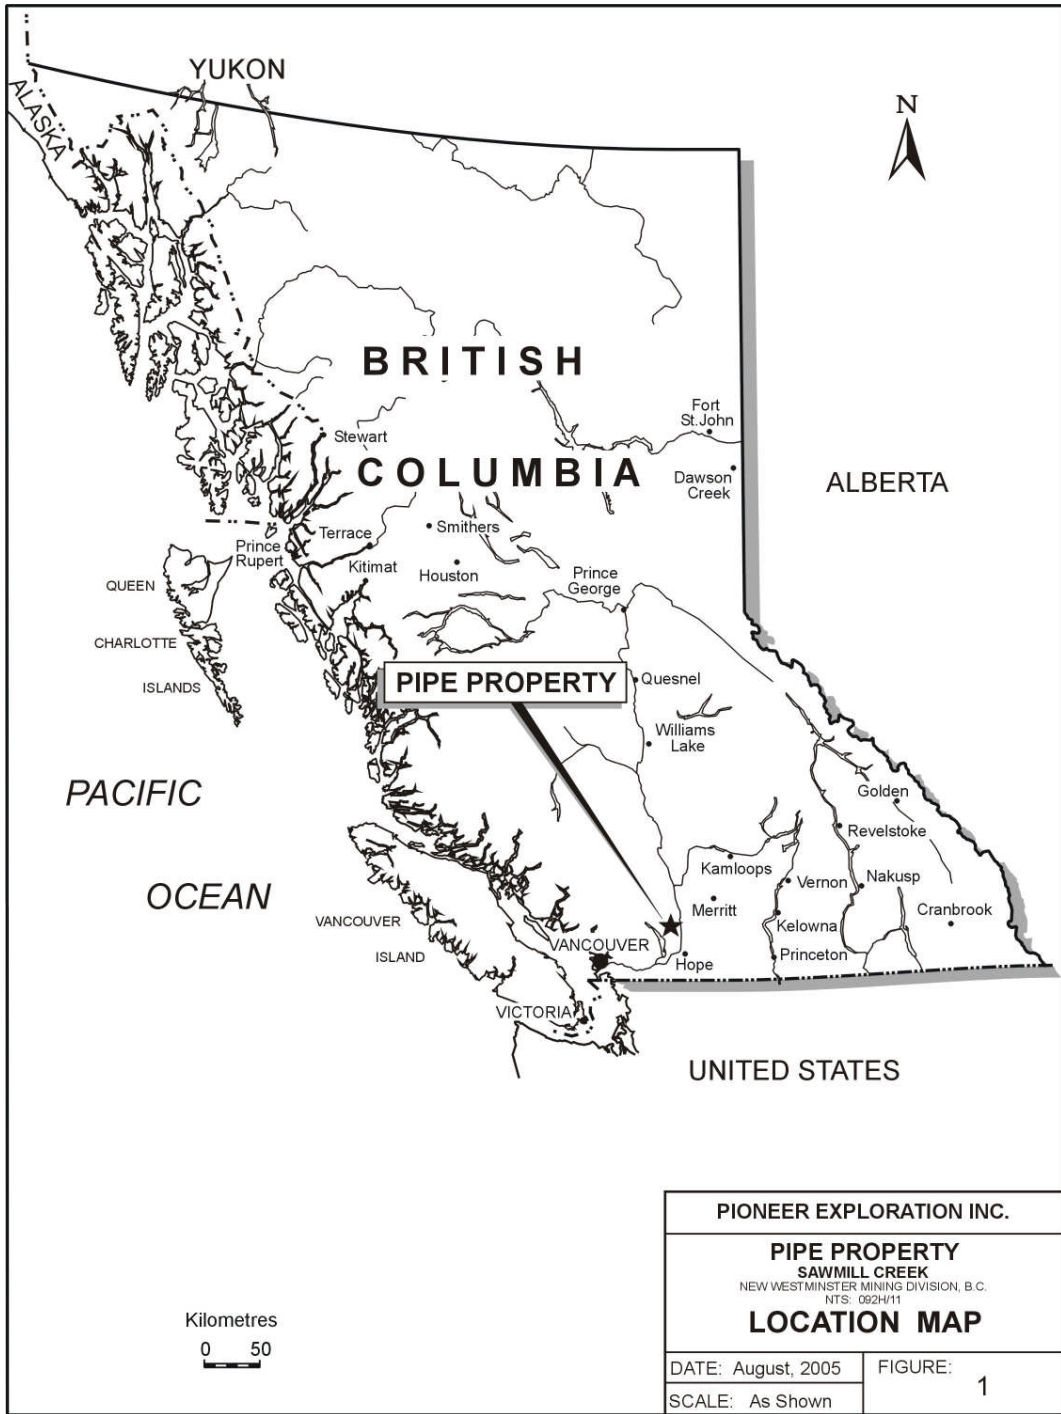 YUKON
ALASKA
N
BRITISH
Fort
St.John
Stewart
COLUMBIA
Dawson
Creek
ALBERTA
Smithers
Terrace
Prince
Rupert
Kitimat
Houston
Prince
George
QUEEN
CHARLOTTE
ISLANDS
PIPE PROPERTY
Quesnel
Williams
Lake
PACIFIC
OCEAN
Golden
Revelstoke
Kamloops
Vernon
Nakusp
Merritt
Cranbrook
Kelowna
VANCOUVER
ISLAND
VANCOUVER
Hope
Princeton
VICTORIA
UNITED STATES
Kilometres
0 50
PIONEER EXPLORATION INC.
PIPE PROPERTY
SAWMILL CREEK
NEW WESTMINSTER MINING DIVISION, B.C.
NTS: 092H/11
LOCATION MAP
DATE: August, 2005
SCALE: As Shown
FIGURE:
1